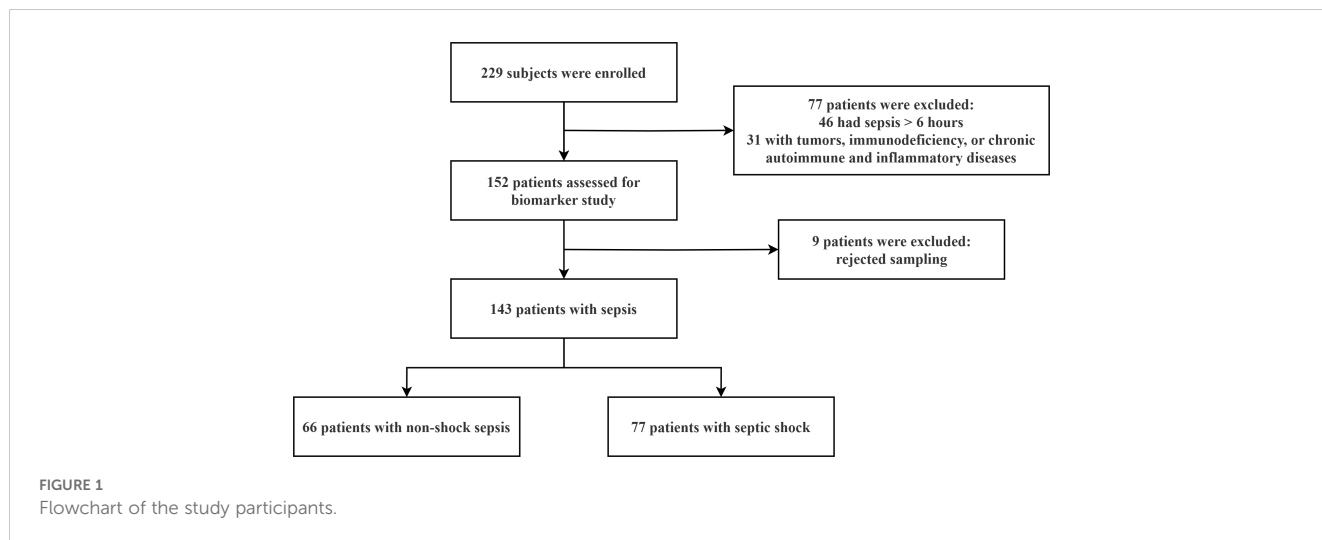 229 subjects were enrolled
77 patients were excluded:
46 had sepsis > 6 hours
31 with tumors, immunodeficiency, or chronic
autoimmune and inflammatory diseases
152 patients assessed for
biomarker study
9 patients were excluded:
rejected sampling
143 patients with sepsis
66 patients with non-shock sepsis
77 patients with septic shock
FIGURE 1
Flowchart of the study participants.